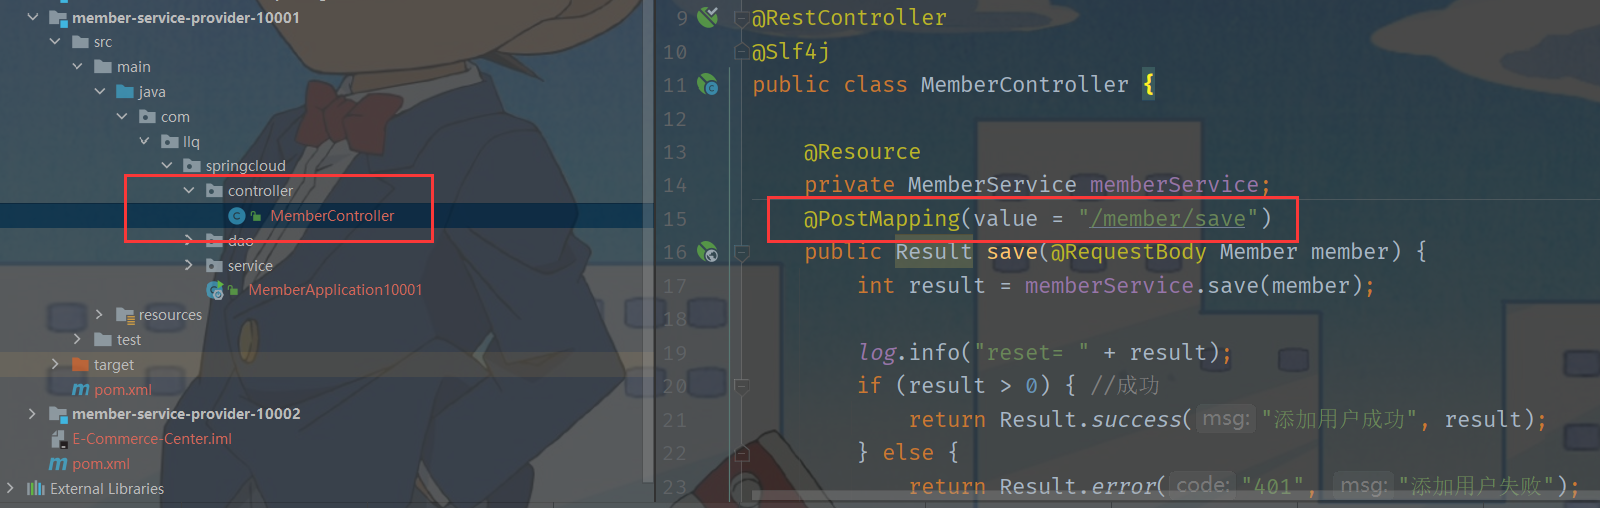 member-service-provider-10001
src
main
java
com
llq
springcloud
controller
MemberController
dao
service
MemberApplication10001
resources
test
target
pom.xml
member-service-provider-10002
E-Commerce-Center.iml
pom.xml
External Libraries
9 @RestController
10 @Slf4j
11 public class MemberController {
12
13 @Resource
14 private MemberService memberService;
15 @PostMapping(value = "/member/save")
16 public Result save(@RequestBody Member member) {
17 int result = memberService.save(member);
18
19 log.info("reset= " + result);
20 if (result > 0) { //成功
21 return Result.success( msg: "添加用户成功", result);
22 } else {
23 return Result.error( code: "401", msg: "添加用户失败");